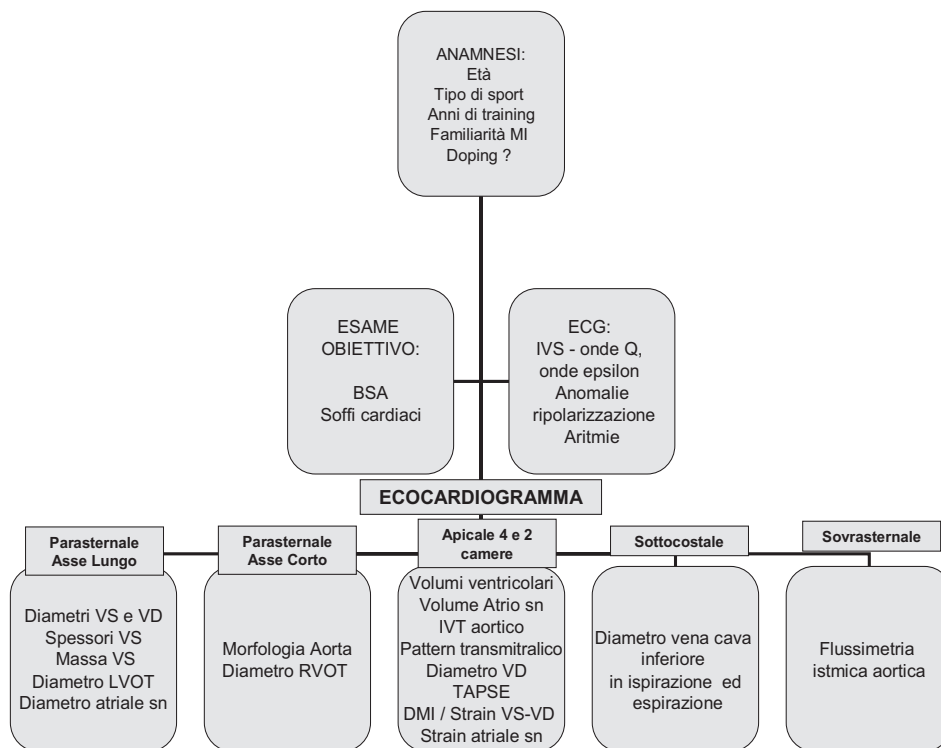 ANAMNESI:
Età
Tipo di sport
Anni di training
Familiarità MI
Doping ?
ESAME
OBIETTIVO:
BSA
Soffi cardiaci
ECG:
IVS - onde Q,
onde epsilon
Anomalie
ripolarizzazione
Aritmie
ECOCARDIOGRAMMA
Parasternale
Asse Lungo
Diametri VS e VD
Spessori VS
Massa VS
Diametro LVOT
Diametro atriale sn
Parasternale
Asse Corto
Morfologia Aorta
Diametro RVOT
Apicale 4 e 2
camere
Volumi ventricolari
Volume Atrio sn
IVT aortico
Pattern transmitralico
Diametro VD
TAPSE
DMI / Strain VS-VD
Strain atriale sn
Sottocostale
Diametro vena cava
inferiore
in ispirazione ed
espirazione
Sovrasternale
Flussimetria
istmica aortica